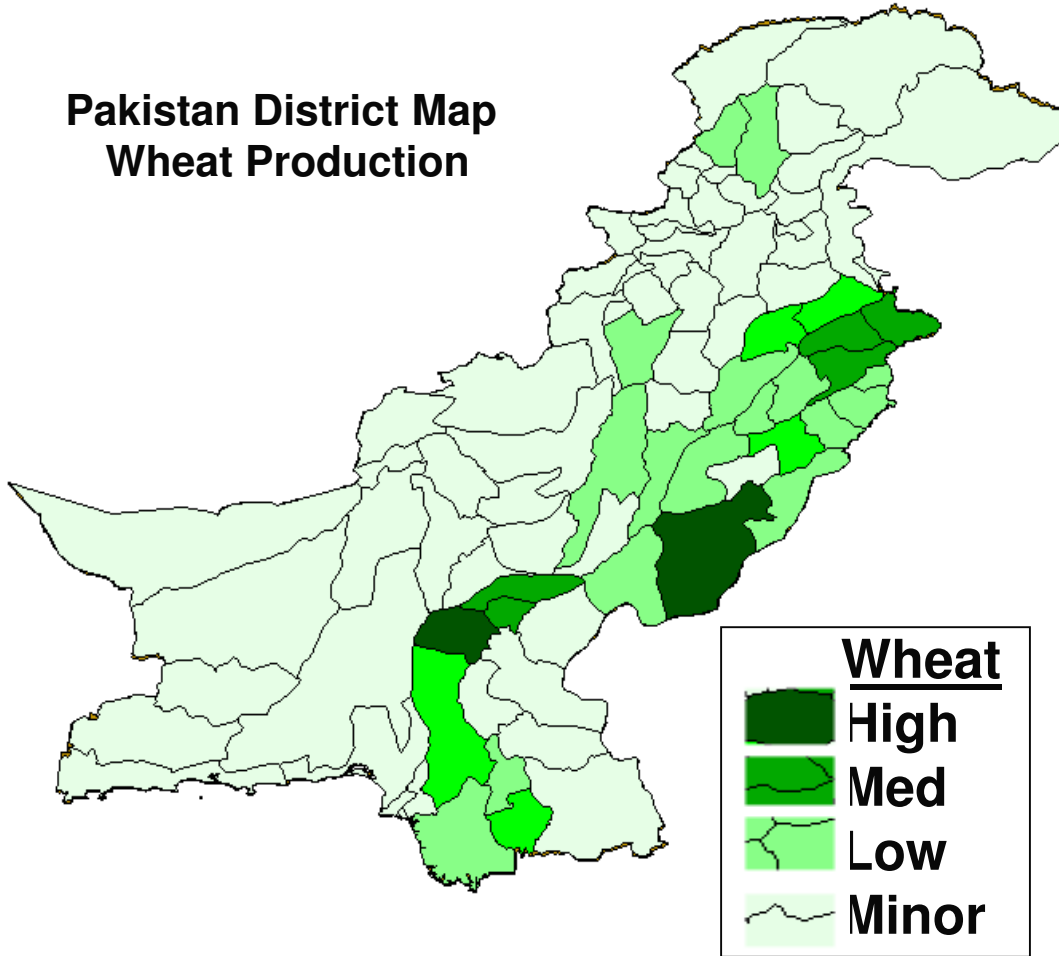 Pakistan District Map
Wheat Production
Wheat
High
Med
Low
Minor